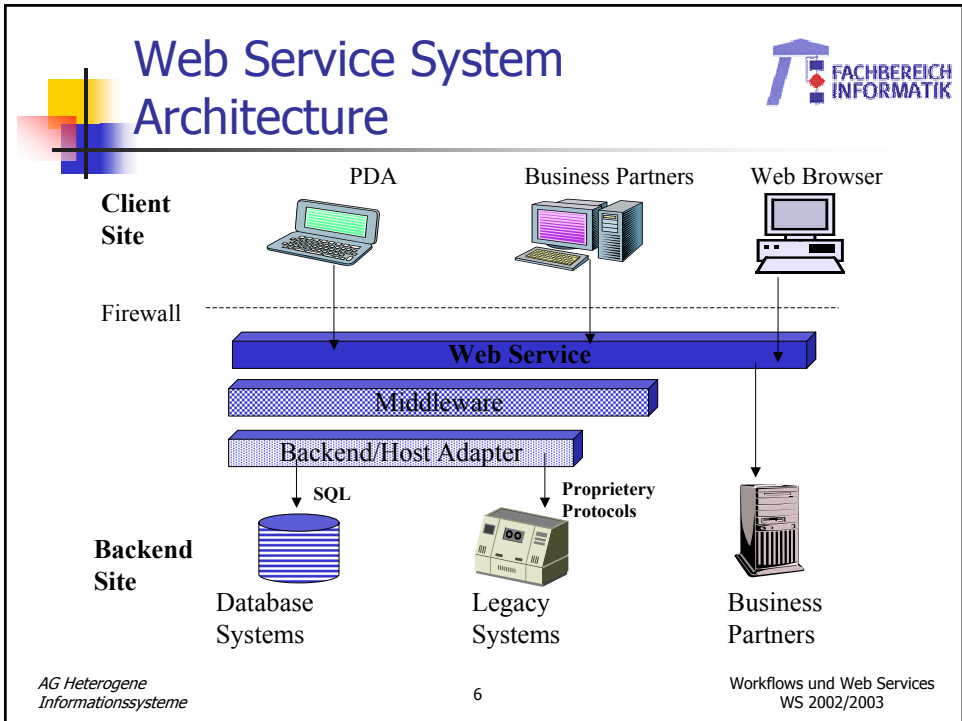 Web Service System
Architecture
FACHBEREICH
INFORMATIK
PDA
Business Partners
Web Browser
Client
Site
Firewall
Web Service
Middleware
Backend/Host Adapter
SQL
Proprietery
Protocols
Backend
Site
Database
Systems
Legacy
Systems
Business
Partners
AG Heterogene
Informationssysteme
6
Workflows und Web Services
WS 2002/2003